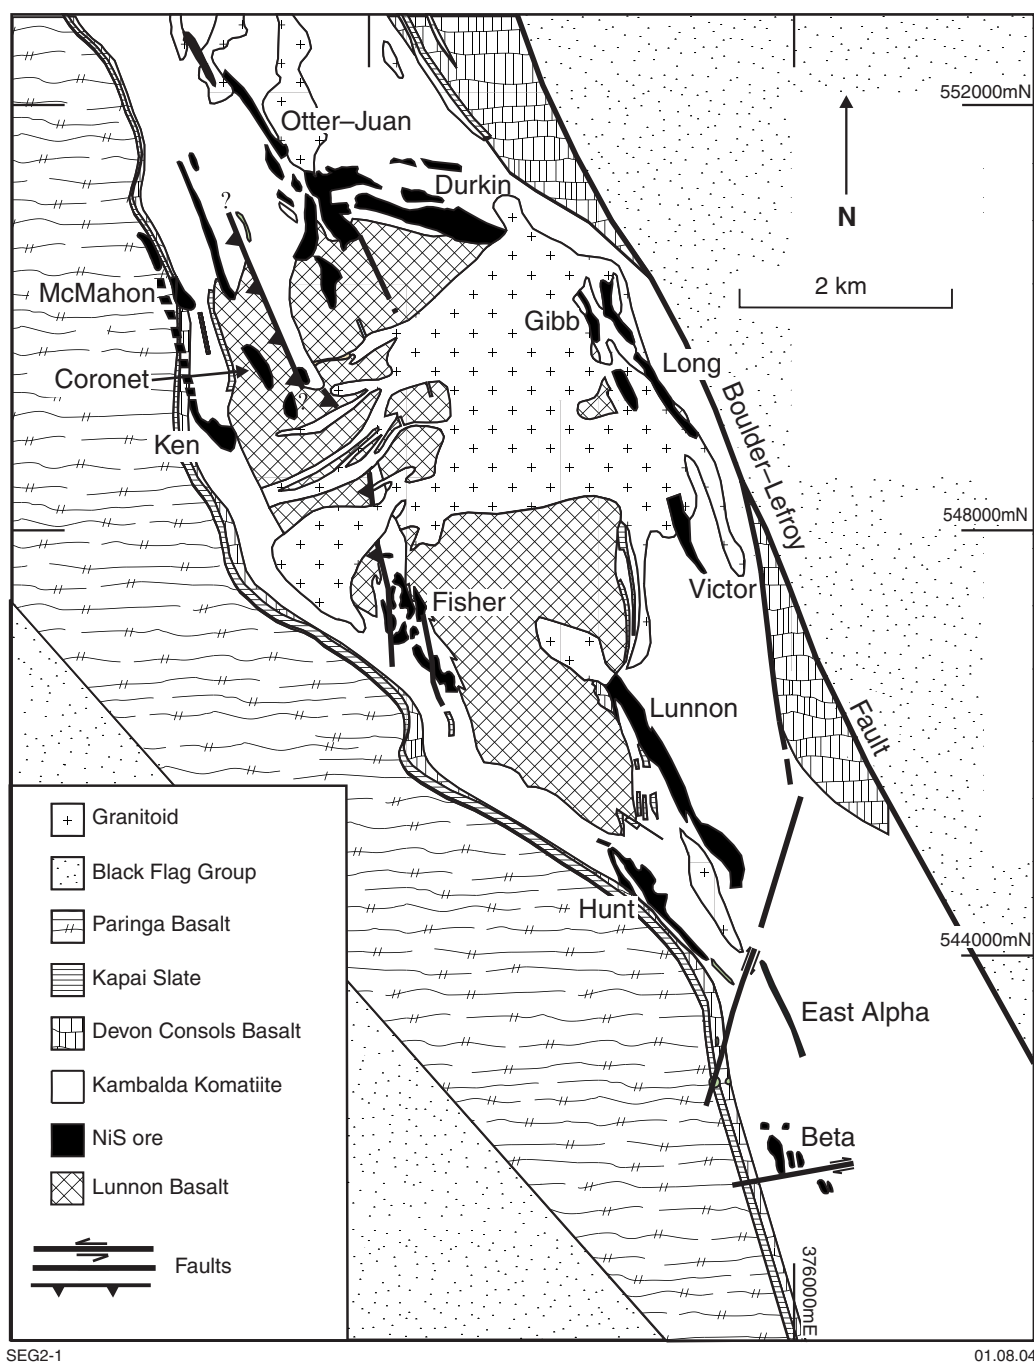 552000mN
Otter–Juan
Durkin
?
N
McMahon
2 km
Gibb
Long
Coronet
?
Boulder–Lefroy
Ken
548000mN
Victor
Fisher
Lunnon
Fault
Granitoid
Black Flag Group
Hunt
Paringa Basalt
544000mN
Kapai Slate
East Alpha
Devon Consols Basalt
Kambalda Komatiite
NiS ore
Beta
Lunnon Basalt
Faults
376000mE
SEG2-1
01.08.04